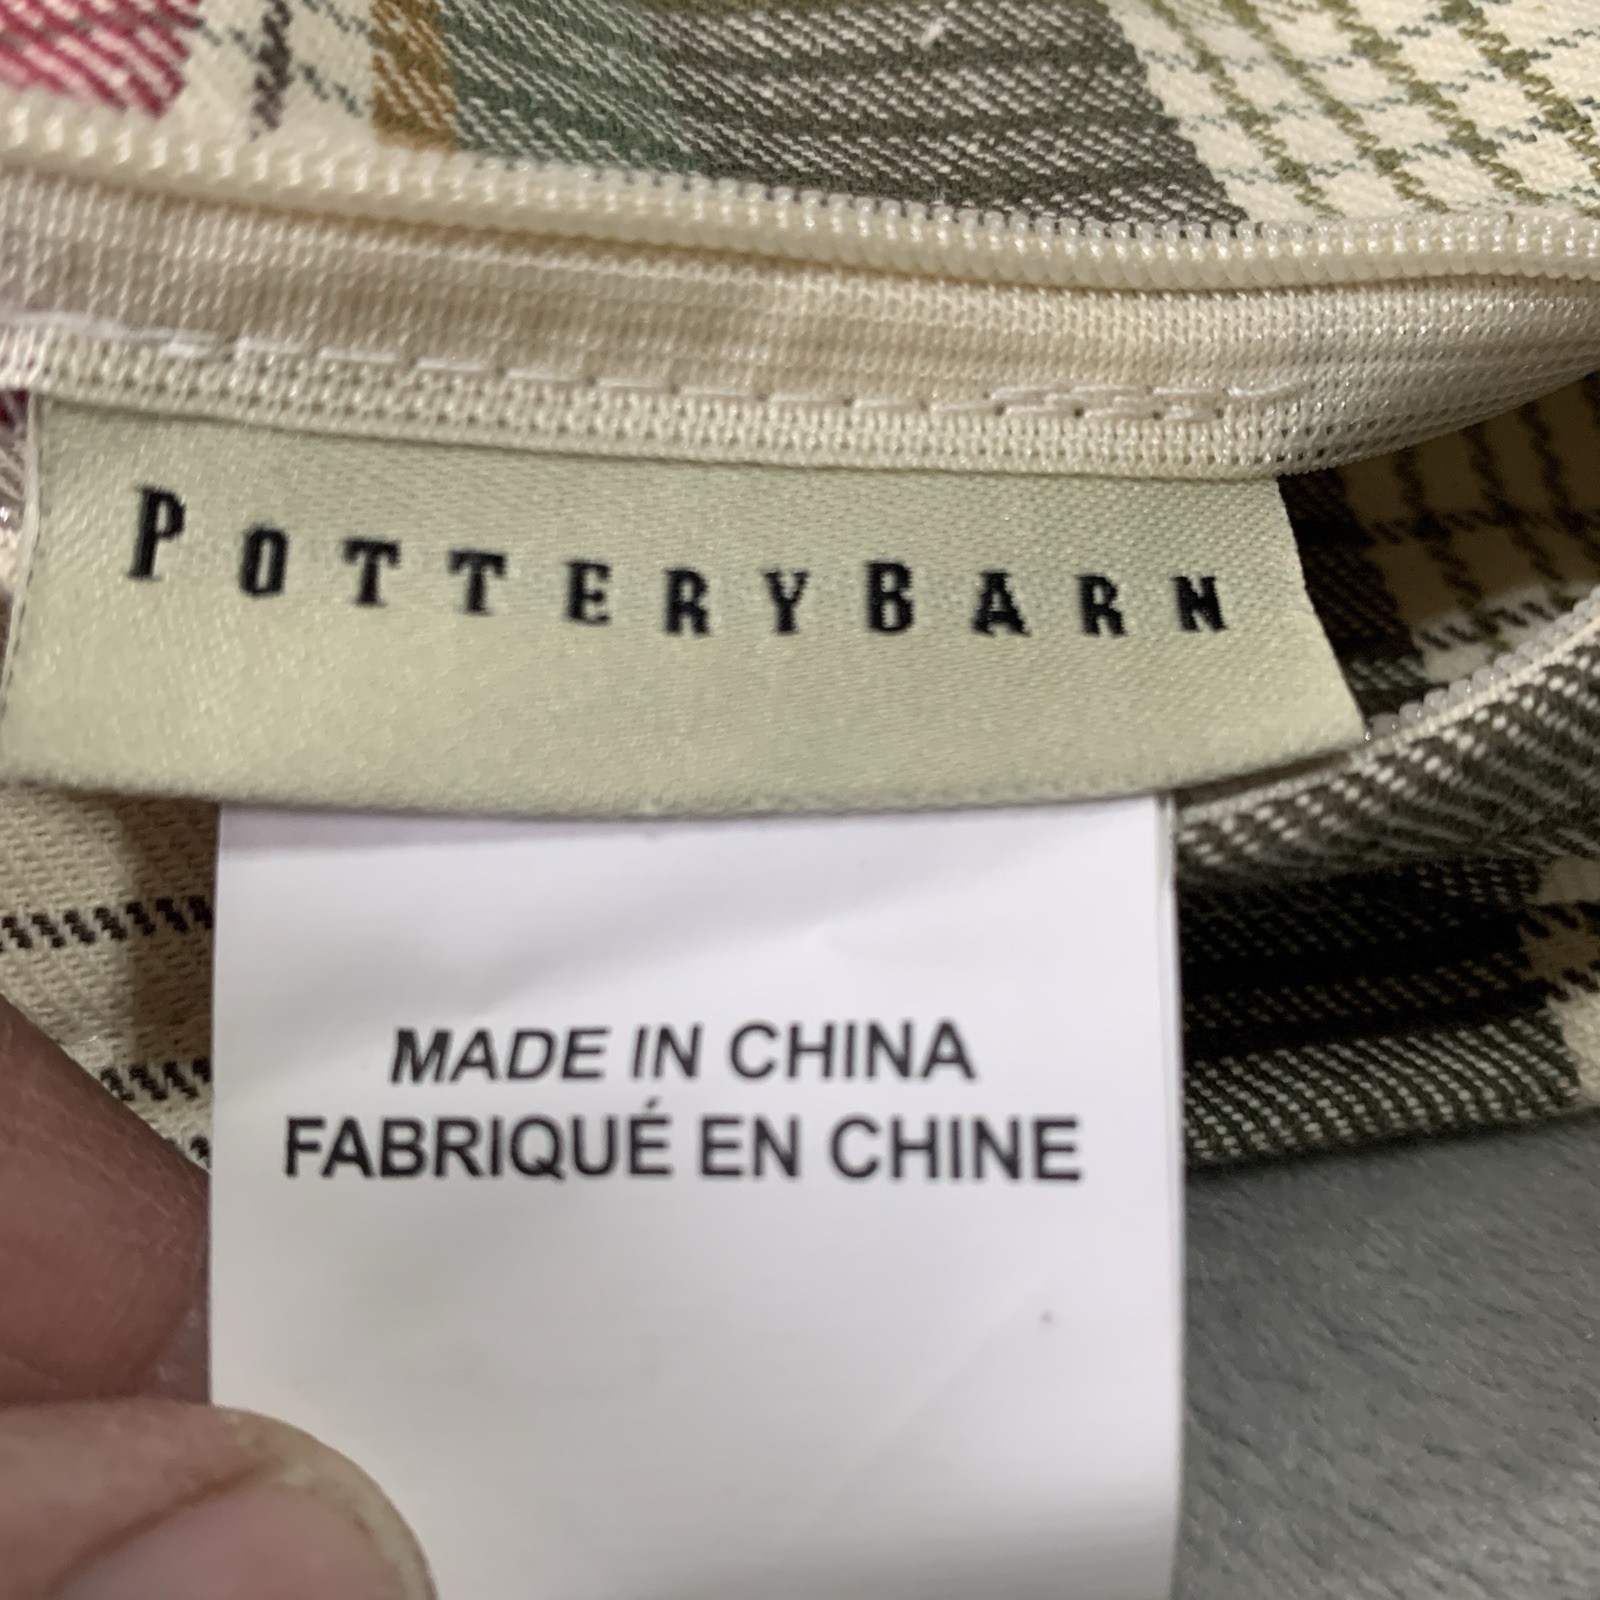 POTTERYBARN
MADE IN CHINA
FABRIQUÉ EN CHINE